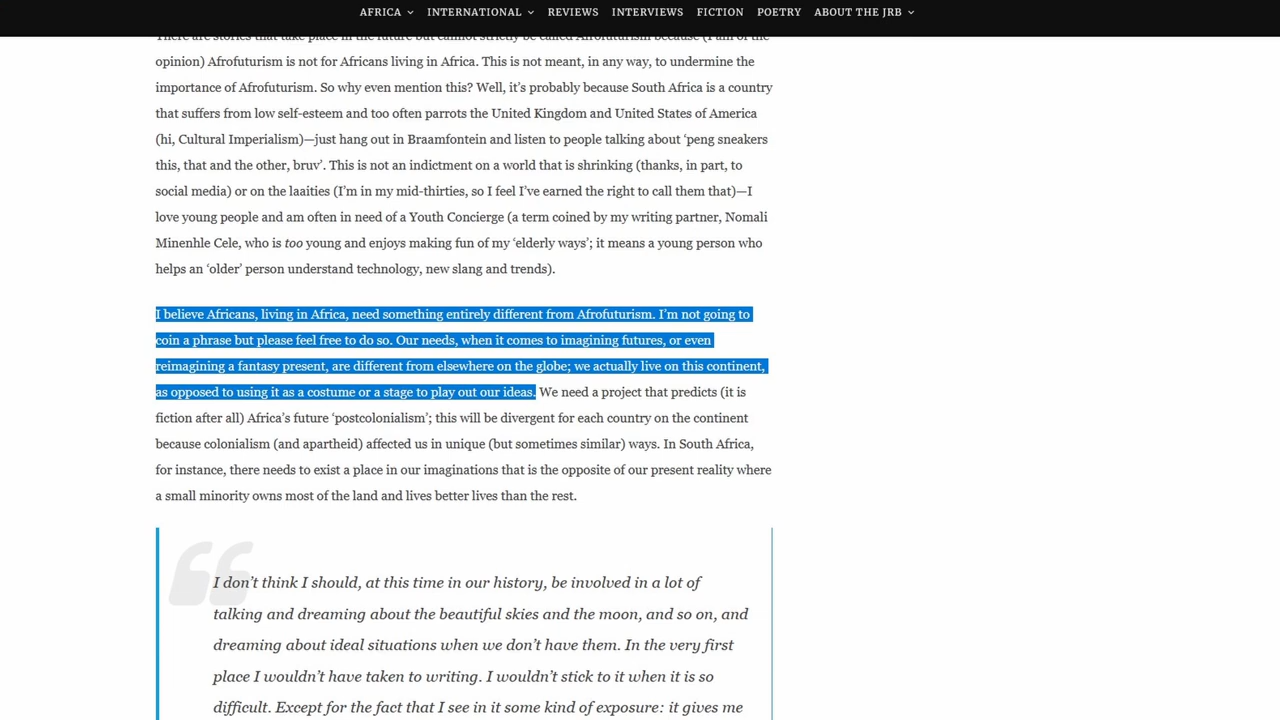 AFRICA INTERNATIONAL REVIEWS INTERVIEWS FICTION POETRY ABOUT THE JRB
There are stories that take place in the future but cannot strictly be called Afrofuturism because (I am of the
opinion) Afrofuturism is not for Africans living in Africa. This is not meant, in any way, to undermine the
importance of Afrofuturism. So why even mention this? Well, it’s probably because South Africa is a country
that suffers from low self-esteem and too often parrots the United Kingdom and United States of America
(hi, Cultural Imperialism)—just hang out in Braamfontein and listen to people talking about ‘peng sneakers
this, that and the other, bruv’. This is not an indictment on a world that is shrinking (thanks, in part, to
social media) or on the laaities (I’m in my mid-thirties, so I feel I’ve earned the right to call them that)—I
love young people and am often in need of a Youth Concierge (a term coined by my writing partner, Nomali
Minenhle Cele, who is too young and enjoys making fun of my ‘elderly ways’; it means a young person who
helps an ‘older’ person understand technology, new slang and trends).
I believe Africans, living in Africa, need something entirely different from Afrofuturism. I’m not going to
coin a phrase but please feel free to do so. Our needs, when it comes to imagining futures, or even
reimagining a fantasy present, are different from elsewhere on the globe; we actually live on this continent,
as opposed to using it as a costume or a stage to play out our ideas. We need a project that predicts (it is
fiction after all) Africa’s future ‘postcolonialism’; this will be divergent for each country on the continent
because colonialism (and apartheid) affected us in unique (but sometimes similar) ways. In South Africa,
for instance, there needs to exist a place in our imaginations that is the opposite of our present reality where
a small minority owns most of the land and lives better lives than the rest.
I don’t think I should, at this time in our history, be involved in a lot of
talking and dreaming about the beautiful skies and the moon, and so on, and
dreaming about ideal situations when we don’t have them. In the very first
place I wouldn’t have taken to writing. I wouldn’t stick to it when it is so
difficult. Except for the fact that I see in it some kind of exposure: it gives me